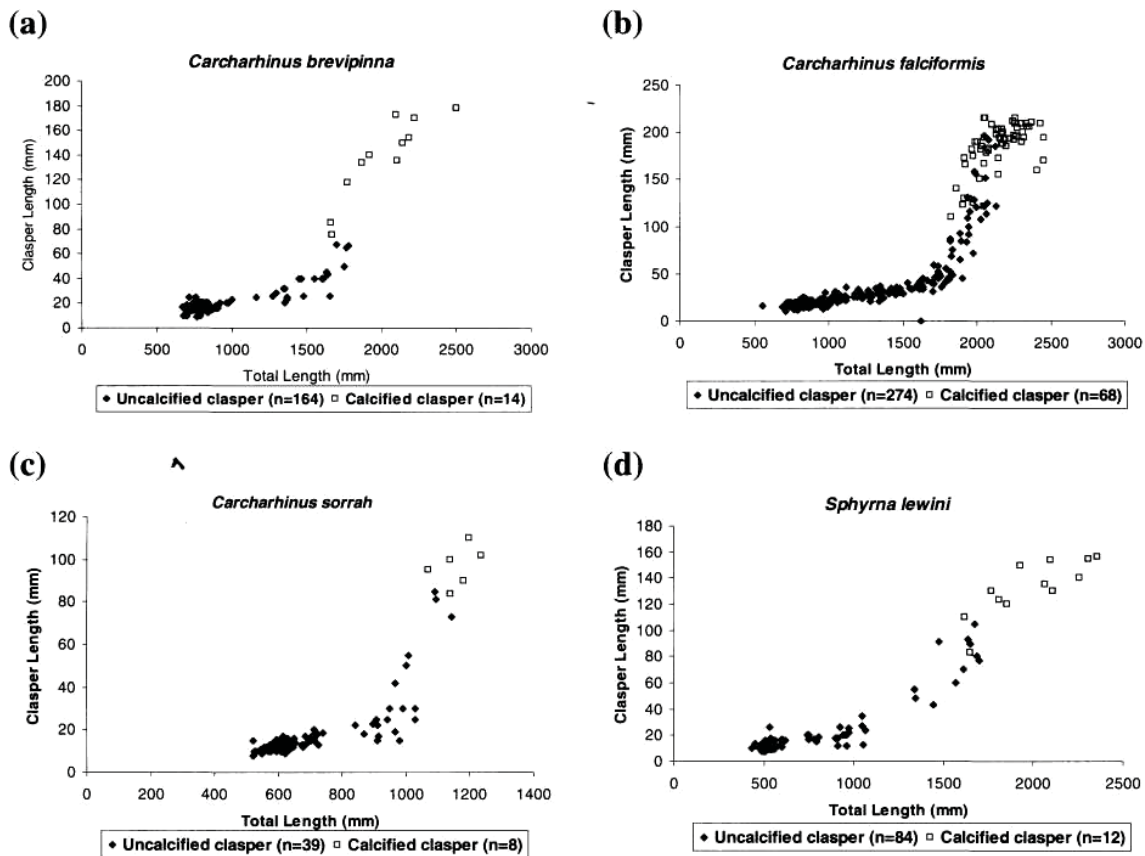 (a)
Carcharhinus brevipinna
Clasper Length (mm)
200
180
160
140
120
100
80
60
40
20
0
0 500 1000 1500 2000 2500 3000
Total Length (mm)
◆ Uncalcified clasper (n=164) □ Calcified clasper (n=14)
(b)
Carcharhinus falciformis
Clasper Length (mm)
250
200
150
100
50
0
0 500 1000 1500 2000 2500 3000
Total Length (mm)
◆ Uncalcified clasper (n=274) □ Calcified clasper (n=68)
(c)
Carcharhinus sorrah
Clasper Length (mm)
120
100
80
60
40
20
0
0 200 400 600 800 1000 1200 1400
Total Length (mm)
◆ Uncalcified clasper (n=39) □ Calcified clasper (n=8)
(d)
Sphyrna lewini
Clasper Length (mm)
180
160
140
120
100
80
60
40
20
0
0 500 1000 1500 2000 2500
Total Length (mm)
◆ Uncalcified clasper (n=84) □ Calcified clasper (n=12)